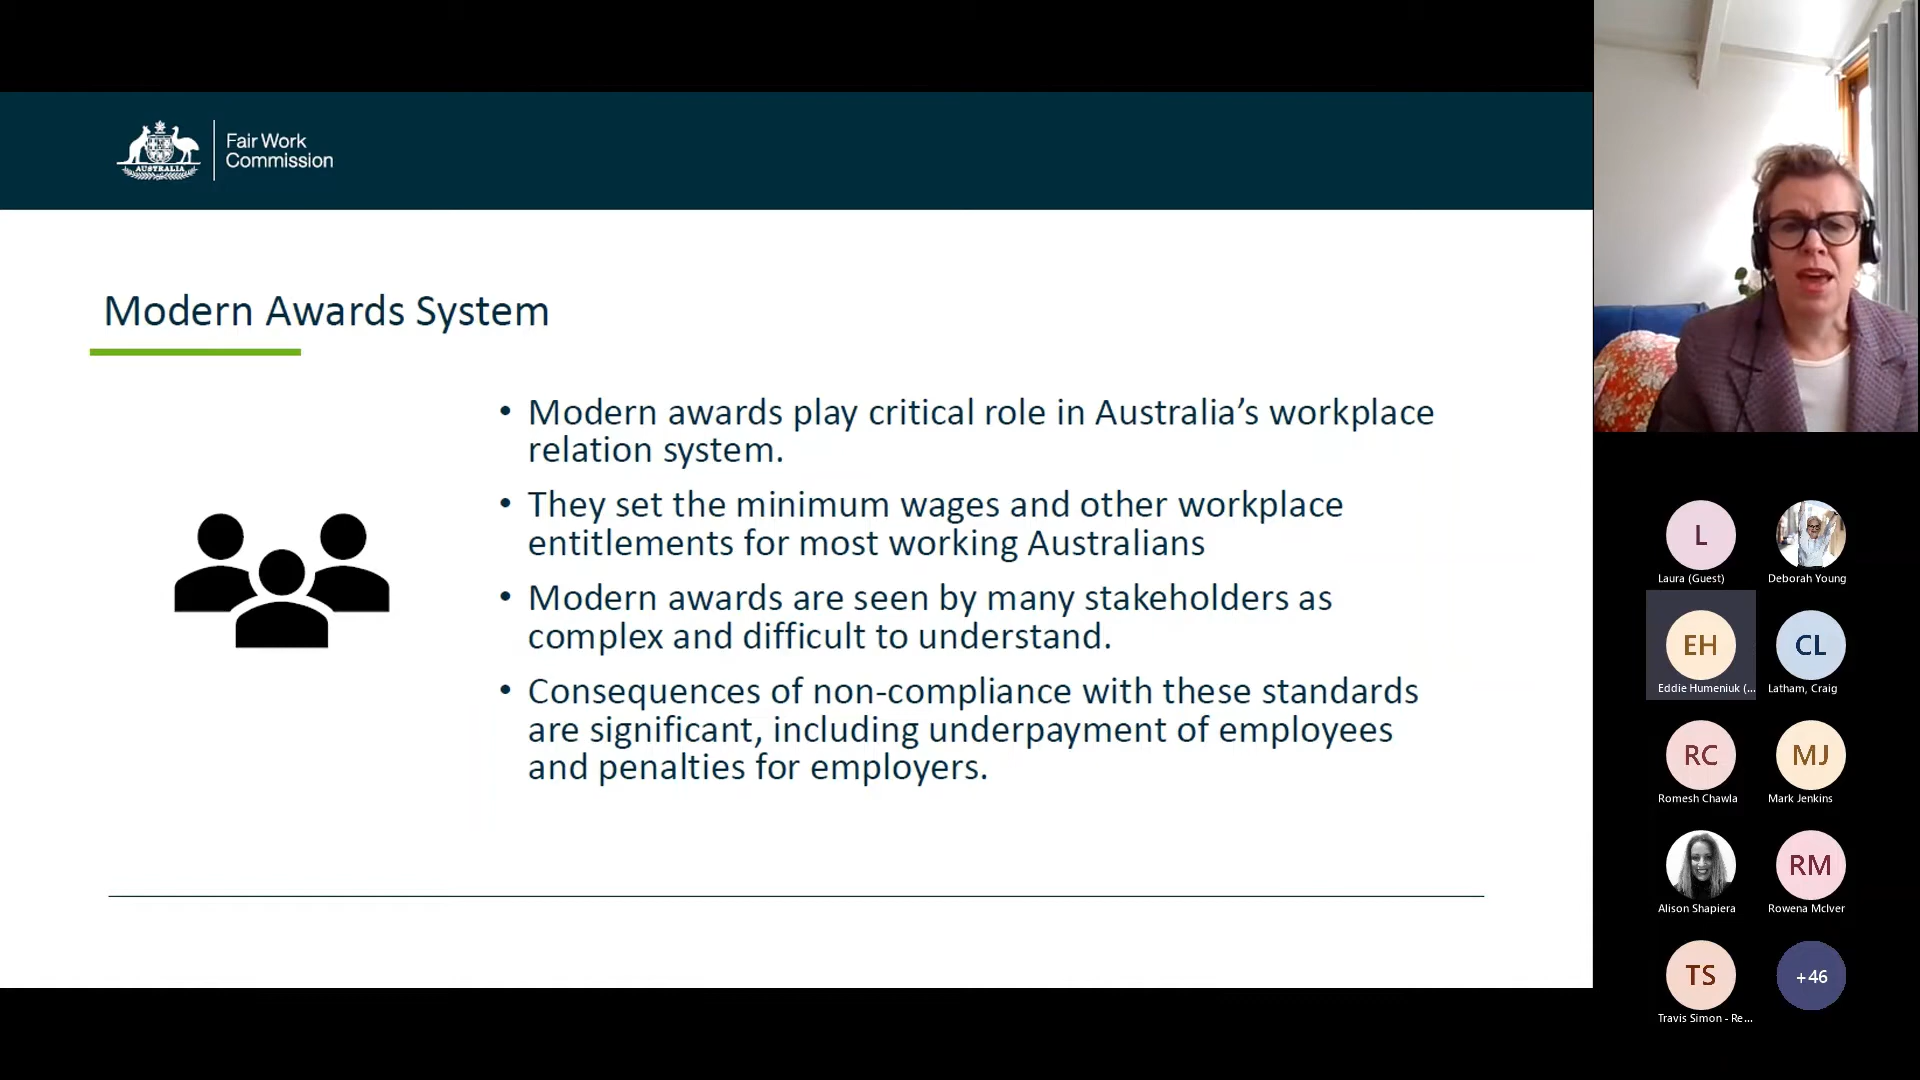 AUSTRALIA
Fair Work
Commission
Modern Awards System
• Modern awards play critical role in Australia’s workplace
relation system.
• They set the minimum wages and other workplace
entitlements for most working Australians
• Modern awards are seen by many stakeholders as
complex and difficult to understand.
• Consequences of non-compliance with these standards
are significant, including underpayment of employees
and penalties for employers.
L
Laura (Guest)
Deborah Young
EH
Eddie Humeniuk (...
CL
Latham, Craig
RC
Romesh Chawla
MJ
Mark Jenkins
Alison Shapiera
RM
Rowena McIver
TS
Travis Simon - Re...
+46